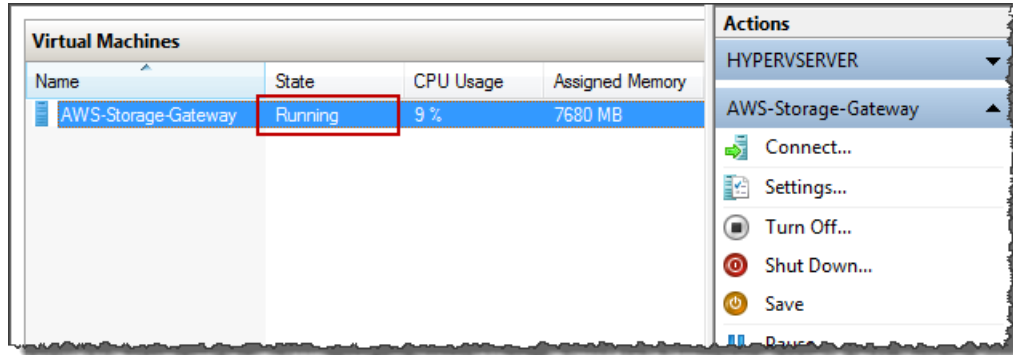 Virtual Machines
Name State CPU Usage Assigned Memory
AWS-Storage-Gateway Running 9 % 7680 MB
Actions
HYPERVSERVER
AWS-Storage-Gateway
Connect...
Settings...
Turn Off...
Shut Down...
Save
Pause